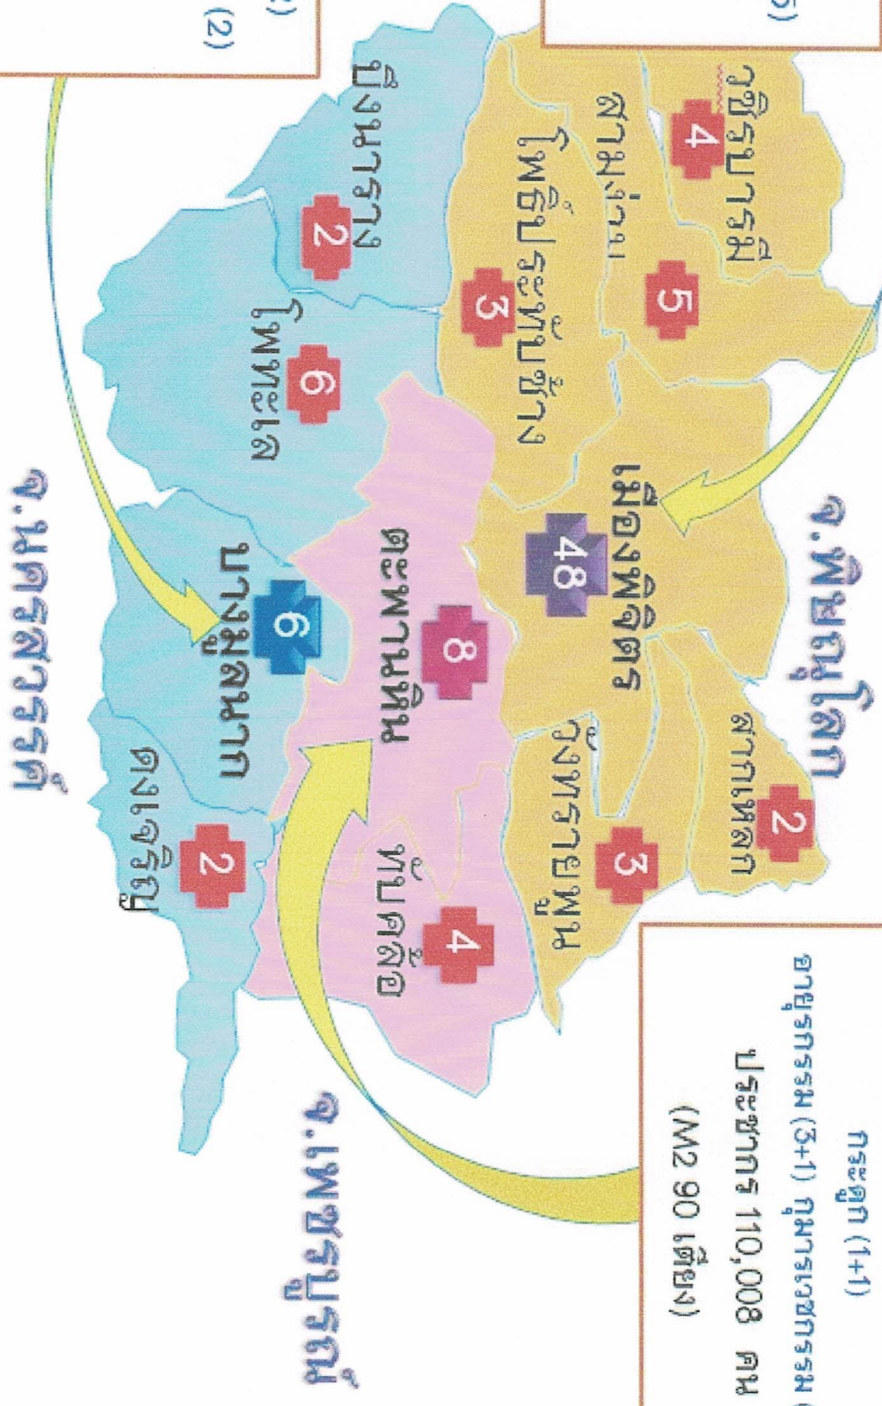 5)
2)
(2)
จ.พิษณุโลก
วชิรบารมี
4
สามง่าม
5
โพธิ์ประทับช้าง
3
เมืองพิจิตร
48
สากเหล็ก
2
วังทรายพูน
3
บึงนาราง
2
โพทะเล
6
ตะพานหิน
8
ทับคล้อ
4
บางมูลนาก
6
ดงเจริญ
2
กระดูก (1+1)
อายุรกรรม (3+1) กุมารเวชกรรม (
ประชากร 110,008 คน
(M2 90 เตียง)
จ.เพชรบูรณ์
จ.นครสวรรค์